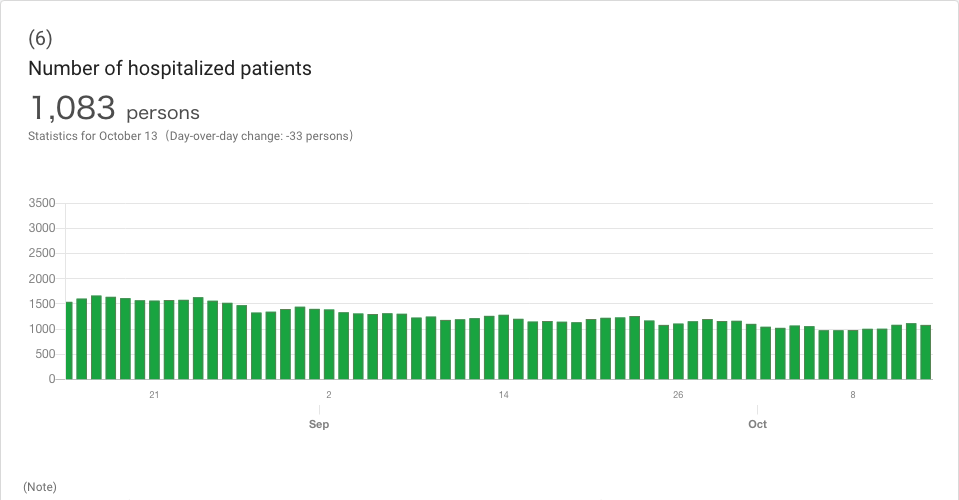 (6)
Number of hospitalized patients
1,083 persons
Statistics for October 13（Day-over-day change: -33 persons）
3500
3000
2500
2000
1500
1000
500
0
21 2 14 26 8
Sep Oct
(Note)